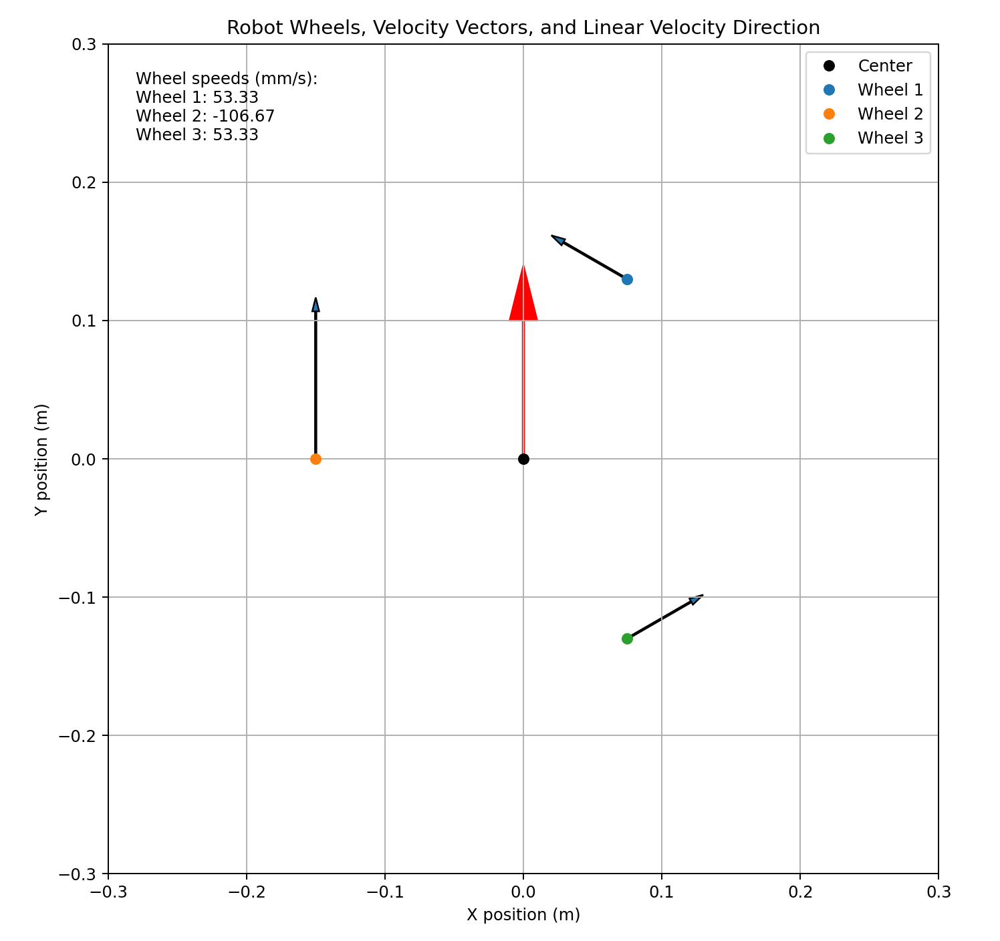 Robot Wheels, Velocity Vectors, and Linear Velocity Direction
Wheel speeds (mm/s):
Wheel 1: 53.33
Wheel 2: -106.67
Wheel 3: 53.33
Center
Wheel 1
Wheel 2
Wheel 3
Y position (m)
0.3
0.2
0.1
0.0
−0.1
−0.2
−0.3
−0.3 −0.2 −0.1 0.0 0.1 0.2 0.3
X position (m)